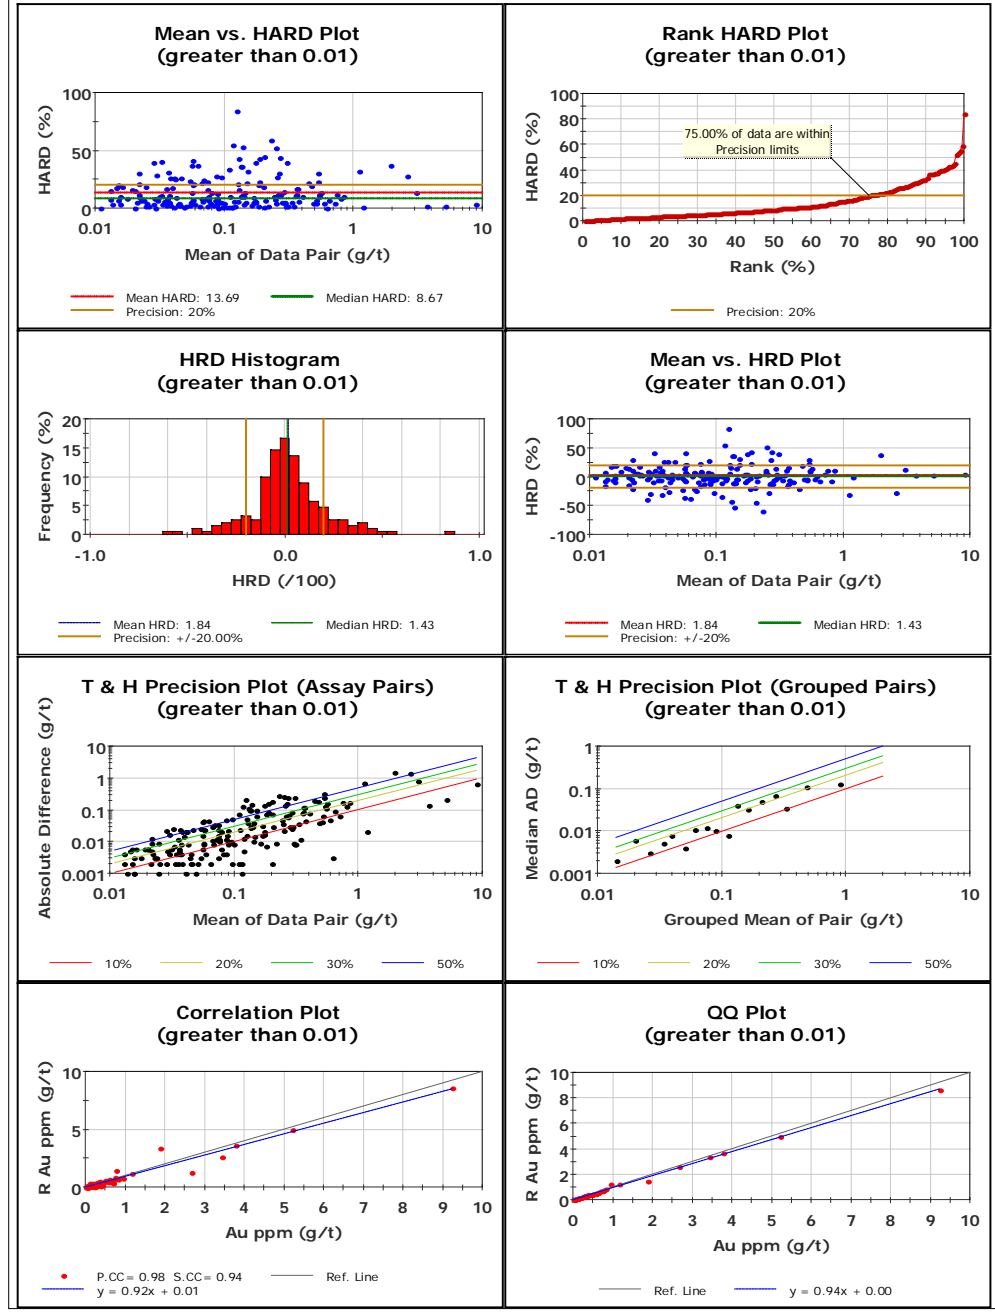 Mean vs. HARD Plot
(greater than 0.01)
HARD (%)
100
50
0
0.01 0.1 1 10
Mean of Data Pair (g/t)
Mean HARD: 13.69 Median HARD: 8.67
Precision: 20%
Rank HARD Plot
(greater than 0.01)
HARD (%)
100
80
60
40
20
0
75.00% of data are within
Precision limits
0 10 20 30 40 50 60 70 80 90 100
Rank (%)
Precision: 20%
HRD Histogram
(greater than 0.01)
Frequency (%)
20
15
10
5
0
-1.0 0.0 1.0
HRD (/100)
Mean HRD: 1.84 Median HRD: 1.43
Precision: +/-20.00%
Mean vs. HRD Plot
(greater than 0.01)
HRD (%)
100
50
0
-50
-100
0.01 0.1 1 10
Mean of Data Pair (g/t)
Mean HRD: 1.84 Median HRD: 1.43
Precision: +/-20%
T & H Precision Plot (Assay Pairs)
(greater than 0.01)
Absolute Difference (g/t)
10
1
0.1
0.01
0.001
0.01 0.1 1 10
Mean of Data Pair (g/t)
10% 20% 30% 50%
T & H Precision Plot (Grouped Pairs)
(greater than 0.01)
Median AD (g/t)
1
0.1
0.01
0.001
0.01 0.1 1 10
Grouped Mean of Pair (g/t)
10% 20% 30% 50%
Correlation Plot
(greater than 0.01)
R Au ppm (g/t)
10
5
0
0 1 2 3 4 5 6 7 8 9 10
Au ppm (g/t)
P.CC= 0.98 S.CC= 0.94 Ref. Line
y = 0.92x + 0.01
QQ Plot
(greater than 0.01)
R Au ppm (g/t)
10
8
6
4
2
0
0 1 2 3 4 5 6 7 8 9 10
Au ppm (g/t)
Ref. Line y = 0.94x + 0.00